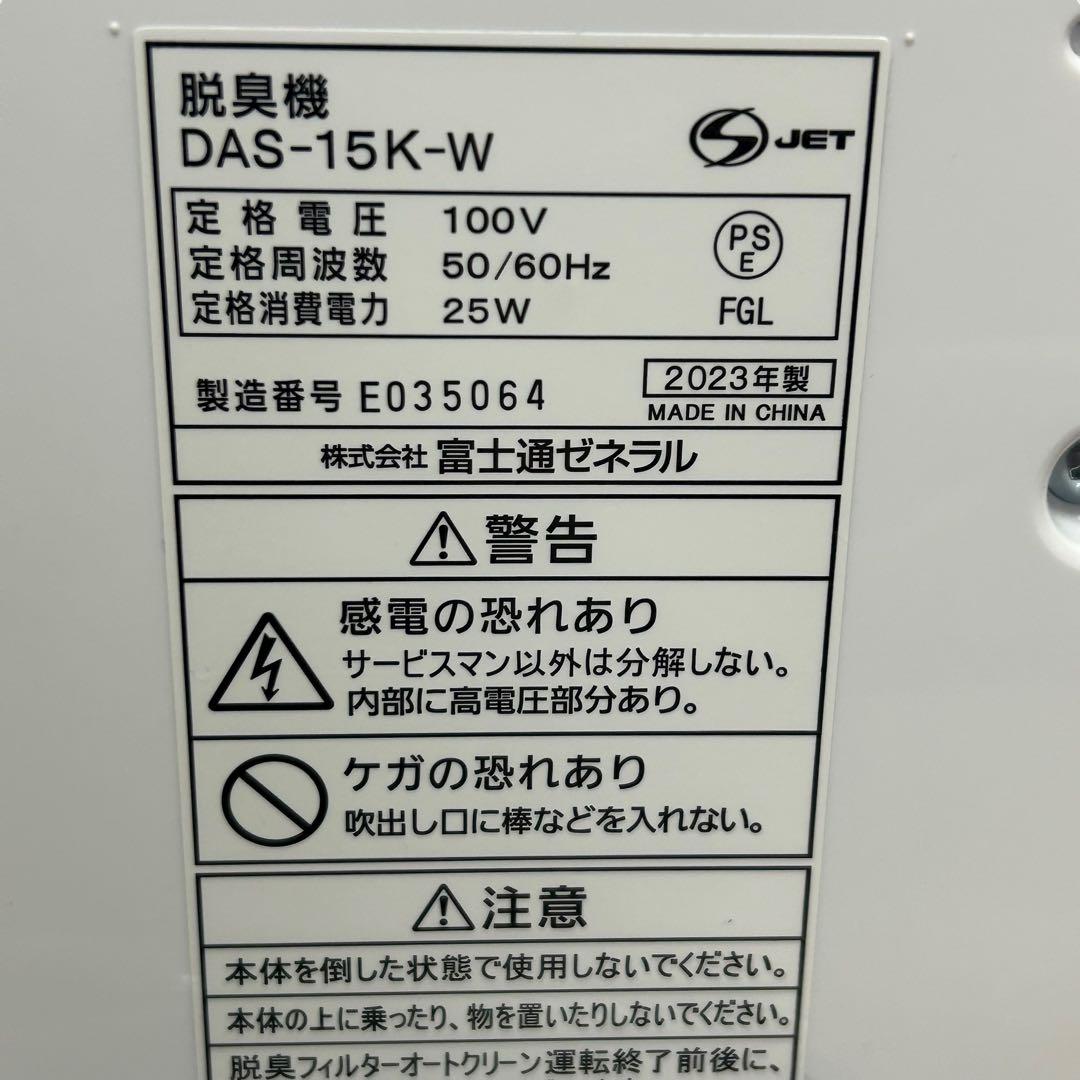 脱臭機
DAS-15K-W
JET
定格電圧 100V
定格周波数 50/60Hz
定格消費電力 25W
PS
E
FGL
製造番号 E035064
2023年製
MADE IN CHINA
株式会社 富士通ゼネラル
警告
感電の恐れあり
サービスマン以外は分解しない。
内部に高電圧部分あり。
ケガの恐れあり
吹出し口に棒などを入れない。
注意
本体を倒した状態で使用しないでください。
本体の上に乗ったり、物を置いたりしないでください。
脱臭フィルターオートクリーン運転終了前後に、